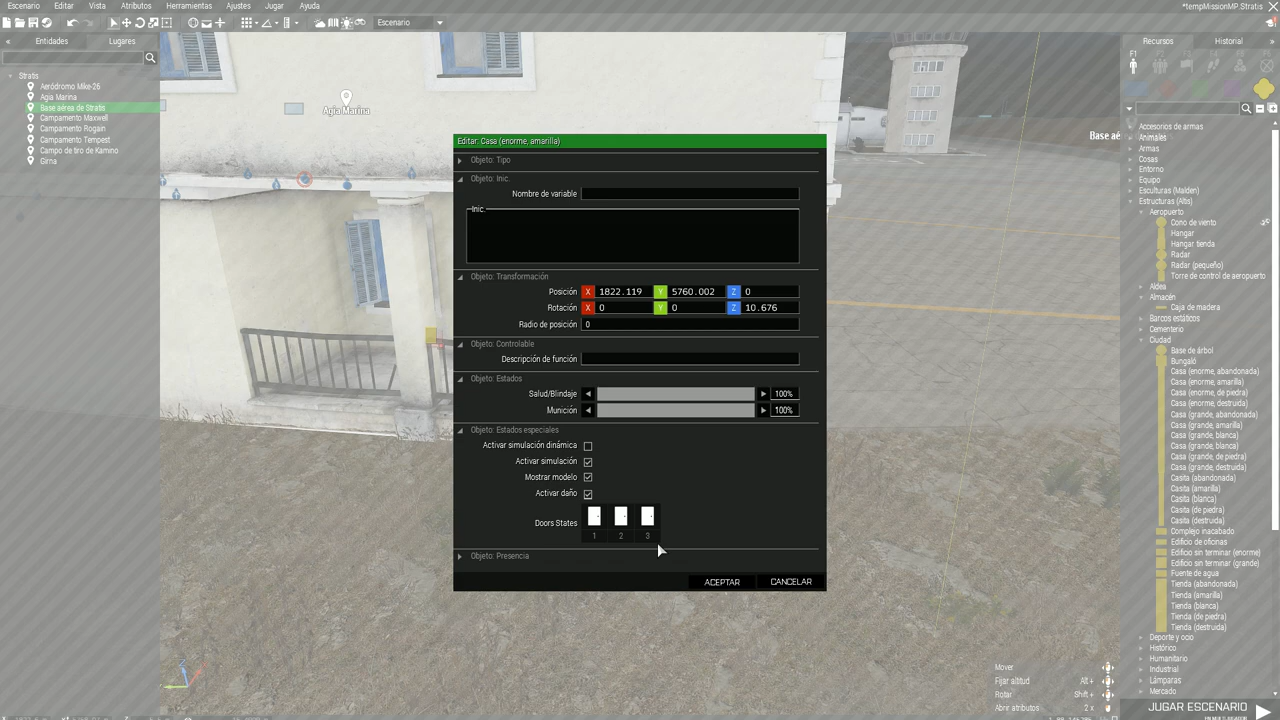 Escenario Editar Vista Atributos Herramientas Ajustes Jugar Ayuda
*tempMissionMP.Stratis
Escenario
Entidades Lugares
Stratis
Aeródromo Mike-26
Agia Marina
Base aérea de Stratis
Campamento Maxwell
Campamento Rogain
Campamento Tempest
Campo de tiro de Kamino
Girna
Agia Marina
Base aé
Editar: Casa (enorme, amarilla)
Objeto: Tipo
Objeto: Inic.
Nombre de variable
Inic.
Objeto: Transformación
Posición X 1822.119 Y 5760.002 Z 0
Rotación X 0 Y 0 Z 10.676
Radio de posición 0
Objeto: Controlable
Descripción de función
Objeto: Estados
Salud/Blindaje 100%
Munición 100%
Objeto: Estados especiales
Activar simulación dinámica
Activar simulación
Mostrar modelo
Activar daño
Doors States 1 2 3
Objeto: Presencia
ACEPTAR CANCELAR
Recursos Historial
F1
Accesorios de armas
Animales
Armas
Cosas
Entorno
Equipo
Esculturas (Malden)
Estructuras (Altis)
Aeropuerto
Cono de viento
Hangar
Hangar tienda
Radar
Radar (pequeño)
Torre de control de aeropuerto
Aldea
Almacén
Caja de madera
Barcos estáticos
Cementerio
Ciudad
Base de árbol
Bungaló
Casa (enorme, abandonada)
Casa (enorme, amarilla)
Casa (enorme, de piedra)
Casa (enorme, destruida)
Casa (grande, abandonada)
Casa (grande, amarilla)
Casa (grande, blanca)
Casa (grande, blanca)
Casa (grande, de piedra)
Casa (grande, destruida)
Casita (abandonada)
Casita (amarilla)
Casita (blanca)
Casita (de piedra)
Casita (destruida)
Complejo inacabado
Edificio de oficinas
Edificio sin terminar (enorme)
Edificio sin terminar (grande)
Fuente de agua
Tienda (abandonada)
Tienda (amarilla)
Tienda (blanca)
Tienda (de piedra)
Tienda (destruida)
Deporte y ocio
Histórico
Humanitario
Industrial
Lámparas
Mercado
Mover
Fijar altitud Alt +
Rotar Shift +
Abrir atributos 2 x
JUGAR ESCENARIO